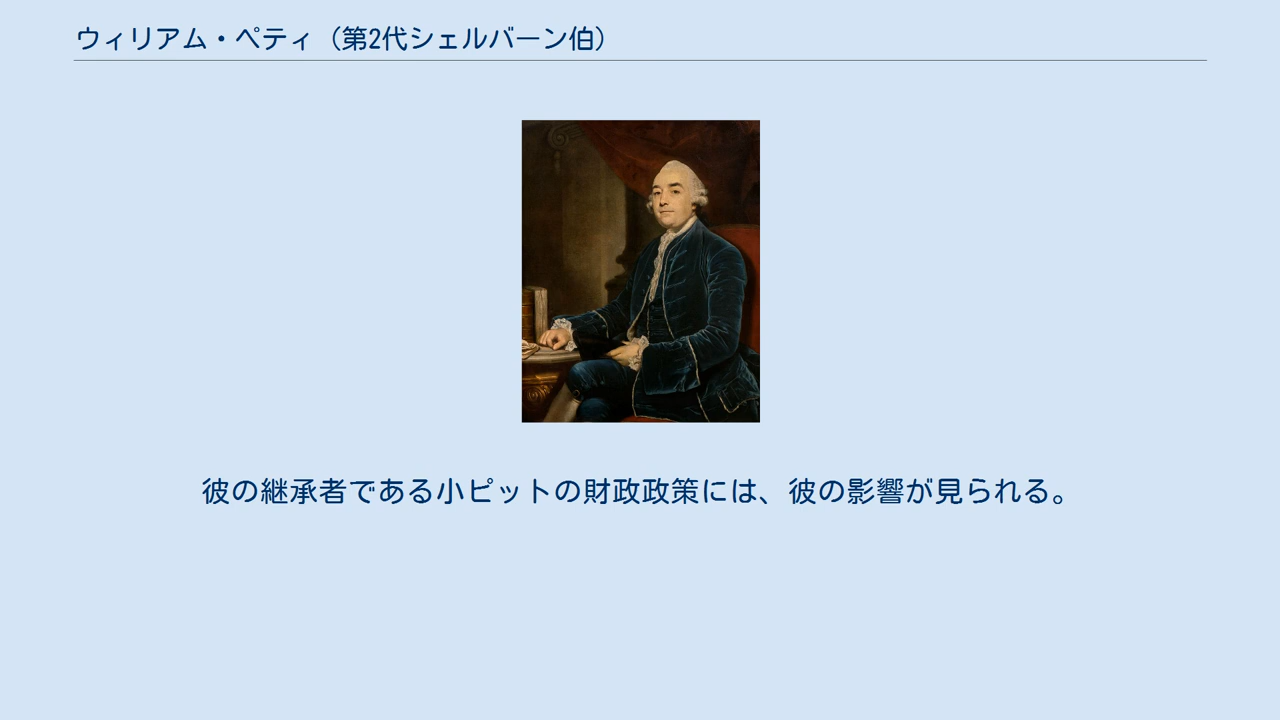 ウィリアム・ペティ（第2代シェルバーン伯）
彼の継承者である小ピットの財政政策には、彼の影響が見られる。